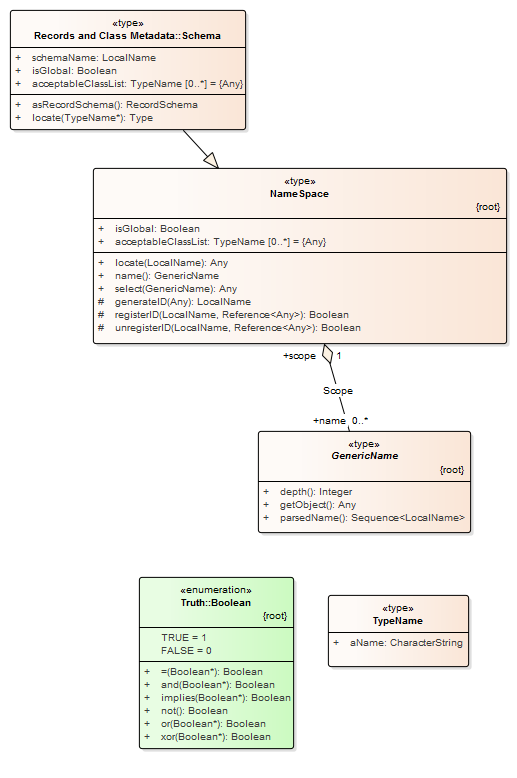 «type»
Records and Class Metadata::Schema
+ schemaName: LocalName
+ isGlobal: Boolean
+ acceptableClassList: TypeName [0..*] = {Any}
+ asRecordSchema(): RecordSchema
+ locate(TypeName*): Type
«type»
NameSpace
{root}
+ isGlobal: Boolean
+ acceptableClassList: TypeName [0..*] = {Any}
+ locate(LocalName): Any
+ name(): GenericName
+ select(GenericName): Any
# generateID(Any): LocalName
# registerID(LocalName, Reference<Any>): Boolean
# unregisterID(LocalName, Reference<Any>): Boolean
+scope 1
Scope
+name 0..*
«type»
GenericName
{root}
+ depth(): Integer
+ getObject(): Any
+ parsedName(): Sequence<LocalName>
«enumeration»
Truth::Boolean
{root}
TRUE = 1
FALSE = 0
+ =(Boolean*): Boolean
+ and(Boolean*): Boolean
+ implies(Boolean*): Boolean
+ not(): Boolean
+ or(Boolean*): Boolean
+ xor(Boolean*): Boolean
«type»
TypeName
+ aName: CharacterString